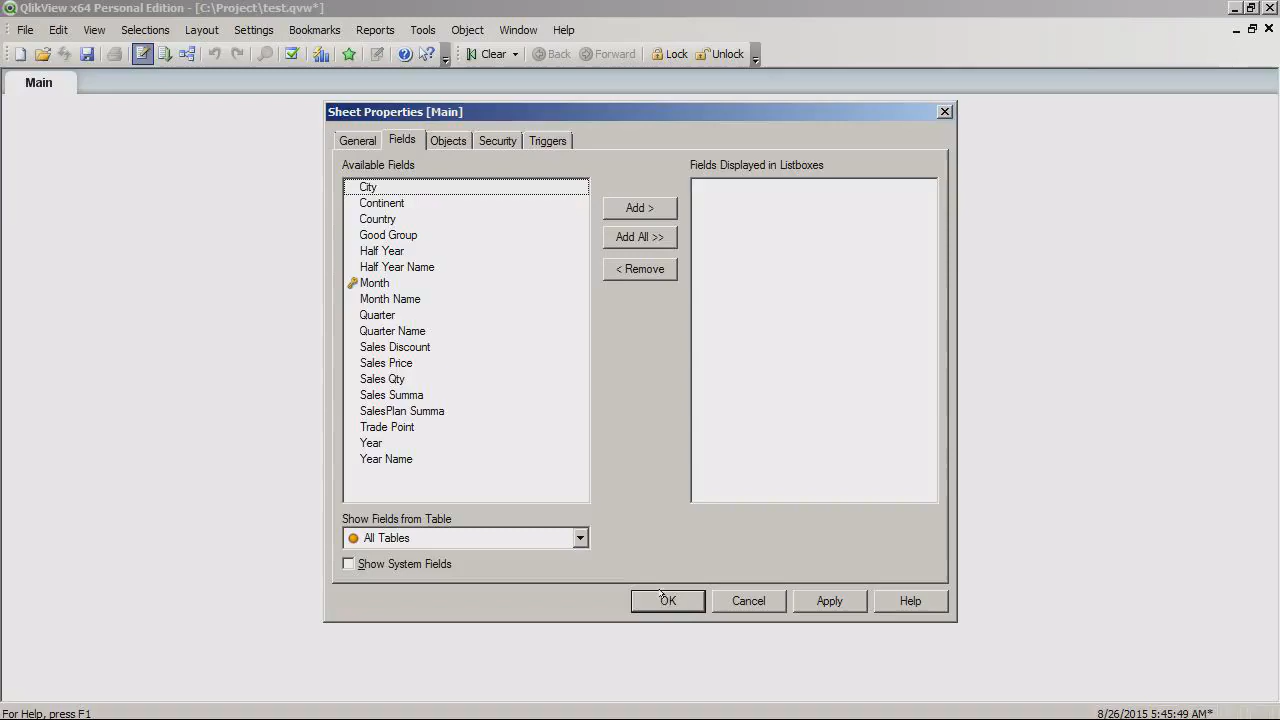 QlikView x64 Personal Edition - [C:\Project\test.qvw*]
File Edit View Selections Layout Settings Bookmarks Reports Tools Object Window Help
Clear Back Forward Lock Unlock
Main
Sheet Properties [Main]
General Fields Objects Security Triggers
Available Fields
City
Continent
Country
Good Group
Half Year
Half Year Name
Month
Month Name
Quarter
Quarter Name
Sales Discount
Sales Price
Sales Qty
Sales Summa
SalesPlan Summa
Trade Point
Year
Year Name
Add >
Add All >>
< Remove
Fields Displayed in Listboxes
Show Fields from Table
All Tables
Show System Fields
OK Cancel Apply Help
For Help, press F1
8/26/2015 5:45:49 AM*